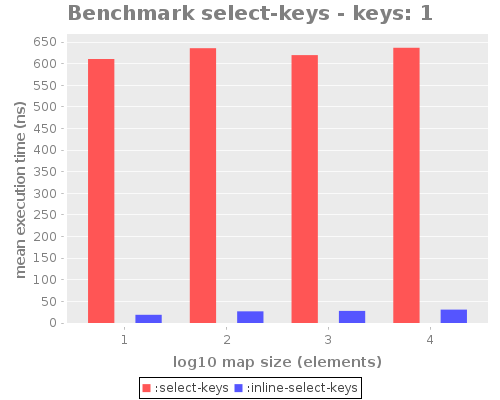 Benchmark select-keys - keys: 1
mean execution time (ns)
650
600
550
500
450
400
350
300
250
200
150
100
50
0
1 2 3 4
log10 map size (elements)
:select-keys :inline-select-keys